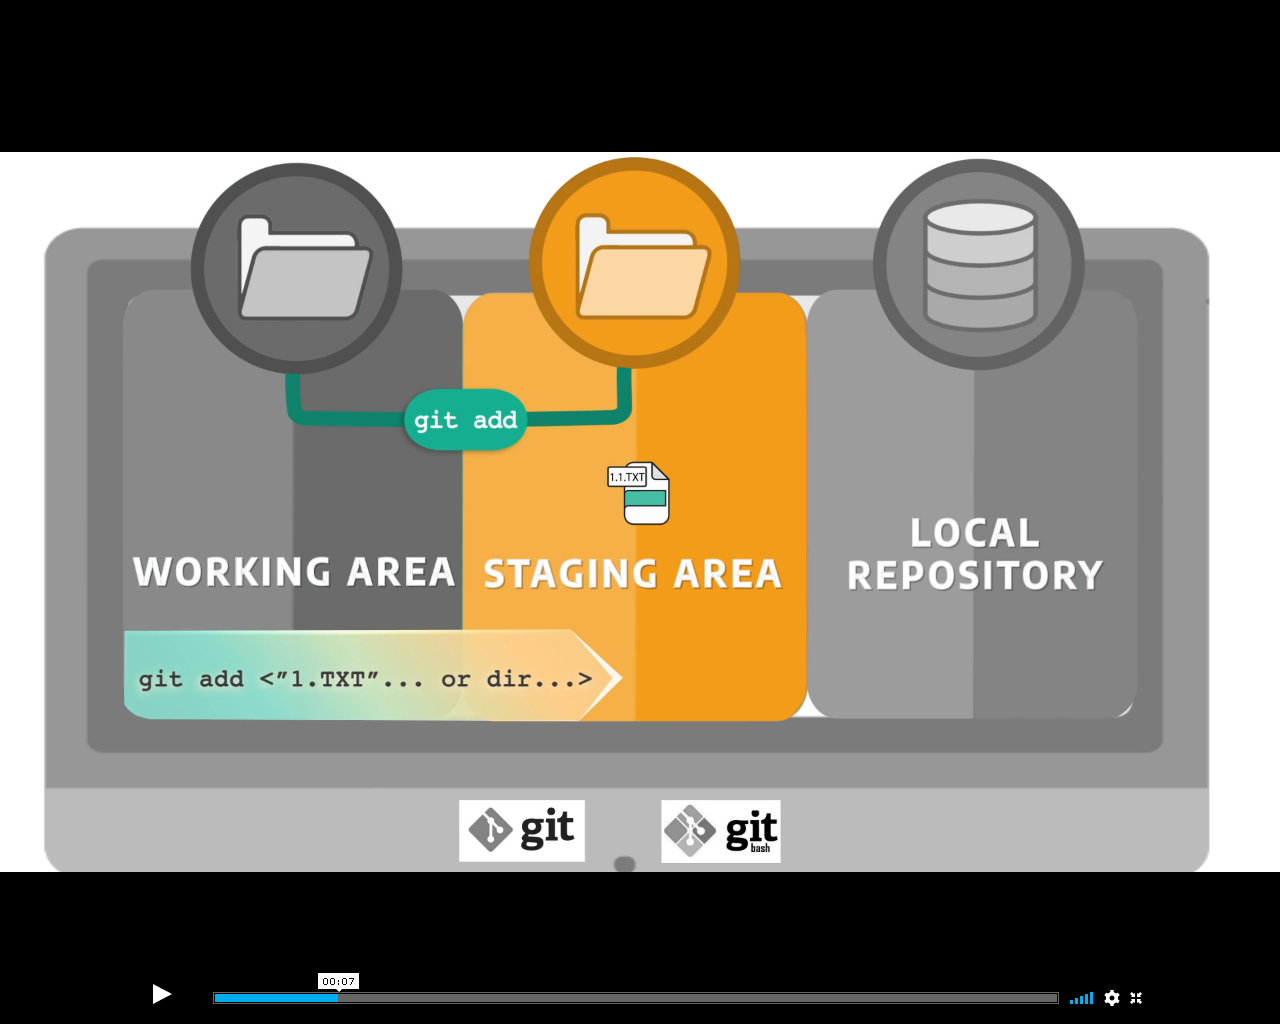 git add
1.1.TXT
WORKING AREA
STAGING AREA
LOCAL
REPOSITORY
git add <”1.TXT”... or dir...>
git
git
bash
00:07